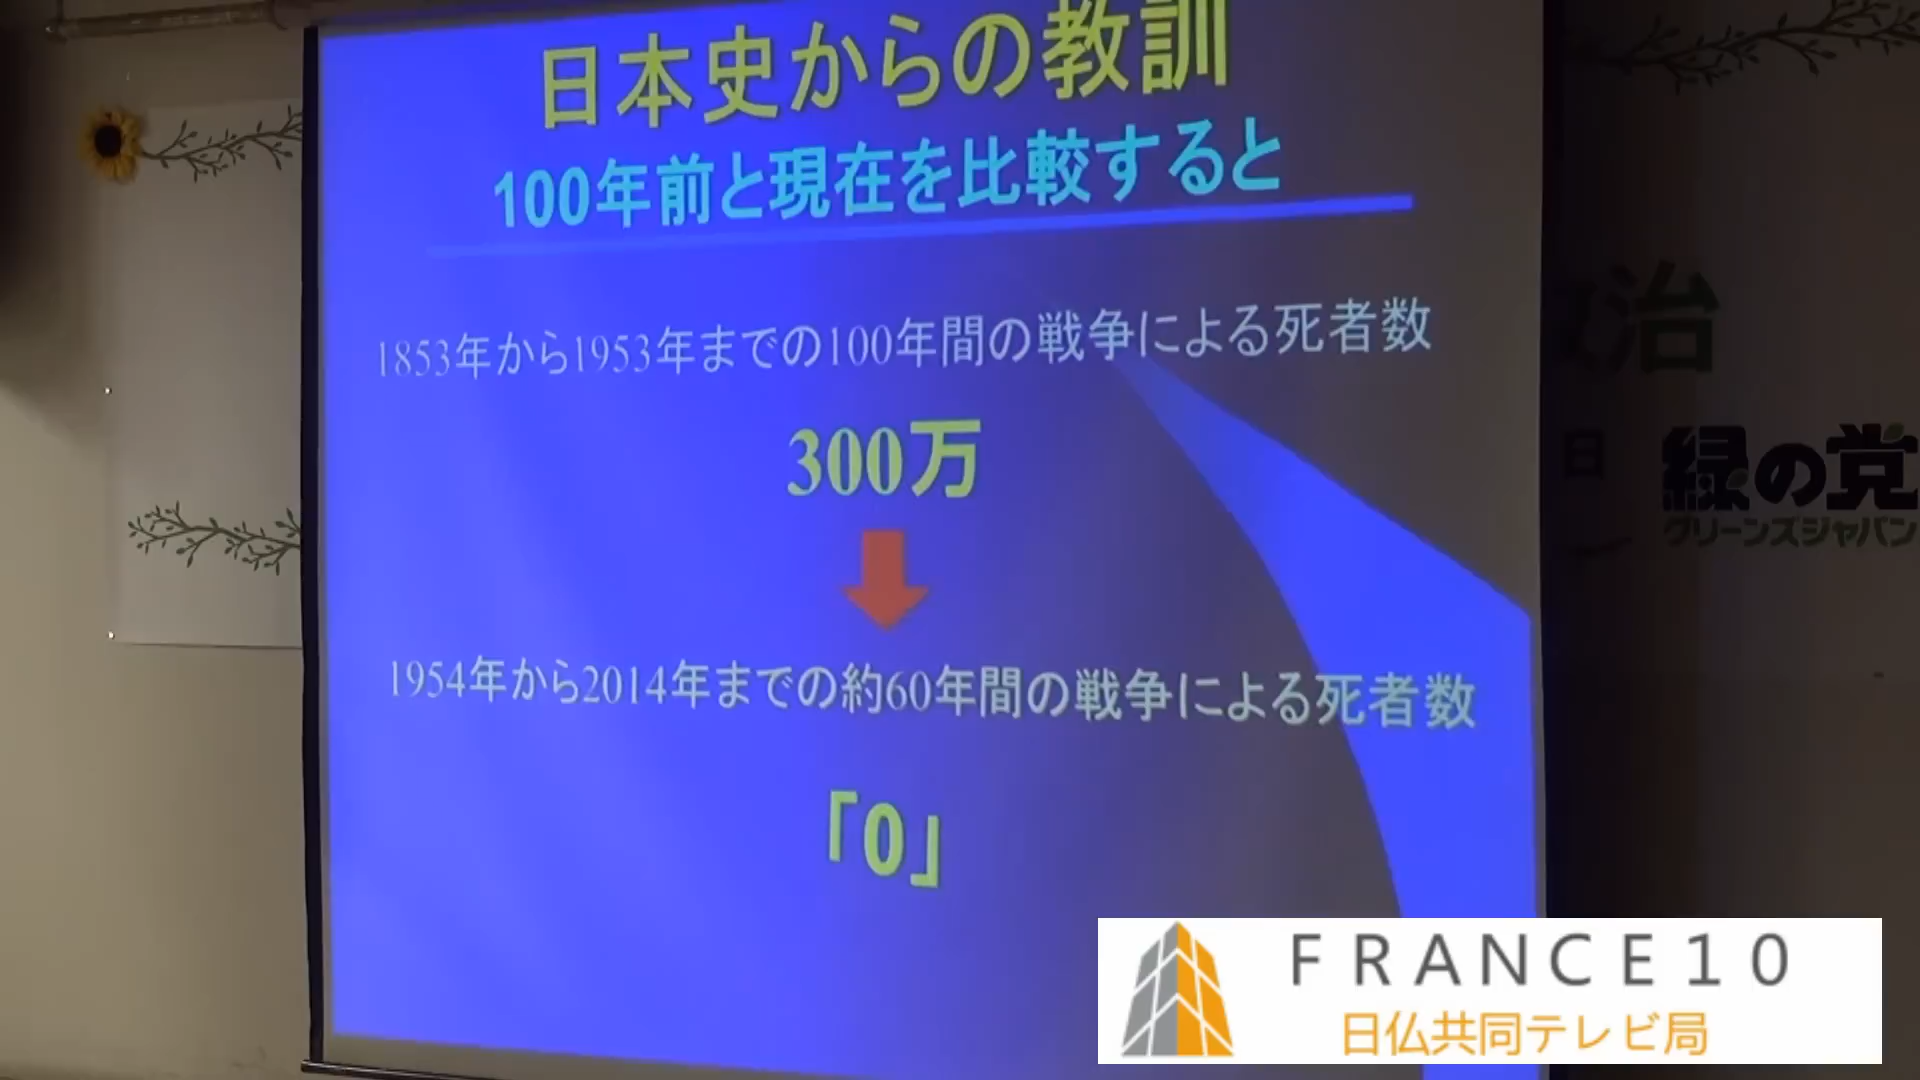 日本史からの教訓
100年前と現在を比較すると
1853年から1953年までの100年間の戦争による死者数
300万
1954年から2014年までの約60年間の戦争による死者数
「0」
治
日
緑の党
グリーンズジャパン
FRANCE10
日仏共同テレビ局